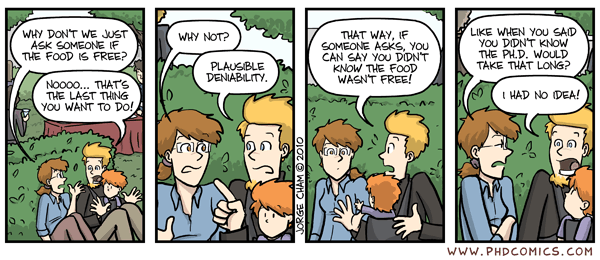 WHY DON'T WE JUST
ASK SOMEONE IF
THE FOOD IS FREE?
NOOOO... THAT'S
THE LAST THING
YOU WANT TO DO!
WHY NOT?
PLAUSIBLE
DENIABILITY.
JORGE CHAM © 2010
THAT WAY, IF
SOMEONE ASKS, YOU
CAN SAY YOU DIDN'T
KNOW THE FOOD
WASN'T FREE!
LIKE WHEN YOU SAID
YOU DIDN'T KNOW
THE PH.D. WOULD
TAKE THAT LONG?
I HAD NO IDEA!
WWW.PHDCOMICS.COM